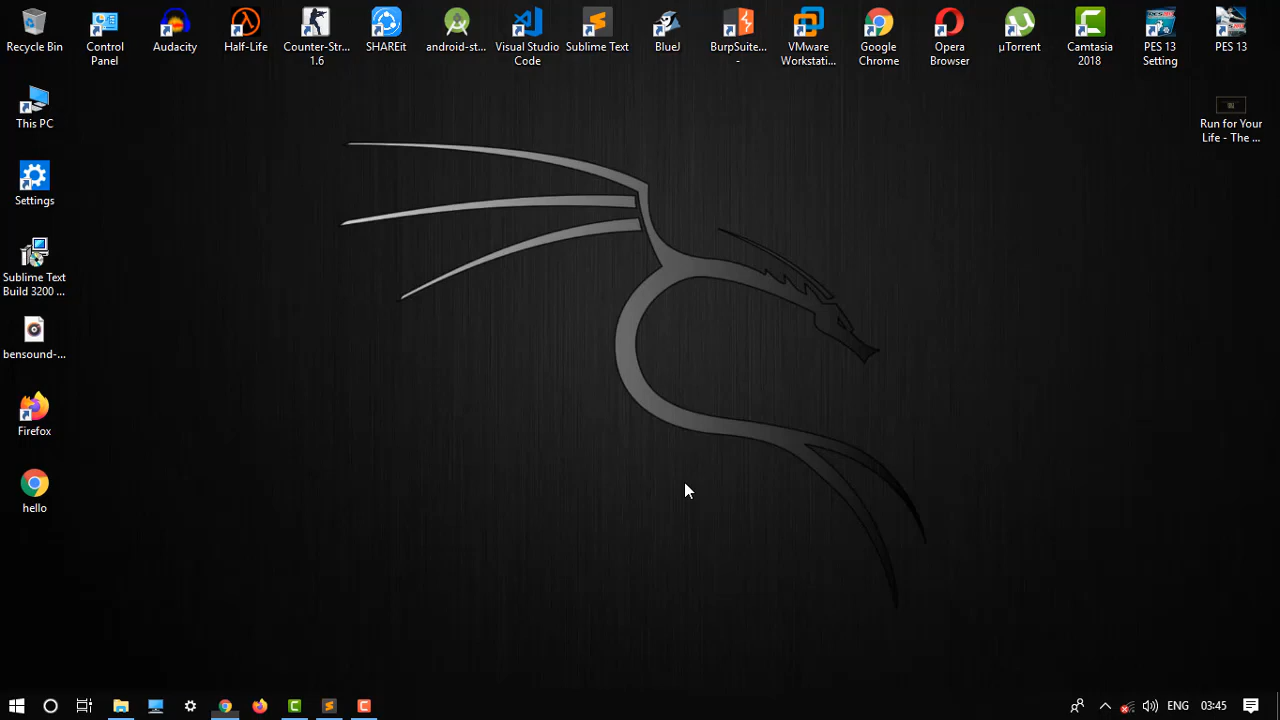 Recycle Bin
Control
Panel
Audacity
Half-Life
Counter-Str...
1.6
SHAREit
android-st...
Visual Studio
Code
Sublime Text
BlueJ
BurpSuite...
-
VMware
Workstati...
Google
Chrome
Opera
Browser
µTorrent
Camtasia
2018
PES 13
Setting
PES 13
This PC
Run for Your
Life - The ...
Settings
Sublime Text
Build 3200 ...
bensound-...
Firefox
hello
ENG
03:45